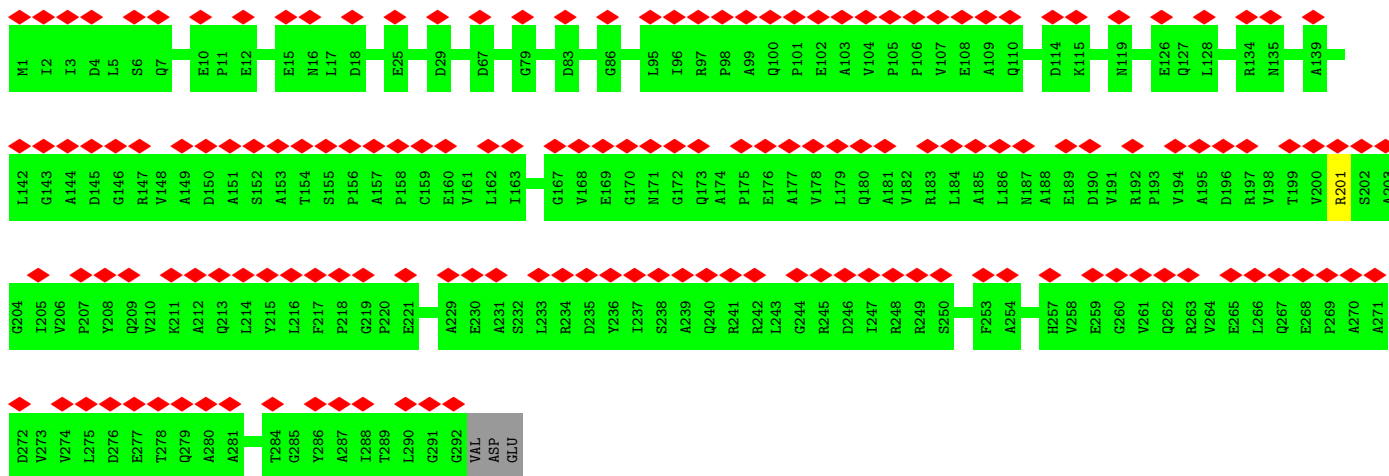 M1 I2 I3 D4 L5 S6 Q7 E10 P11 E12 E15 N16 L17 D18 E25 D29 D67 G79 D83 G86 L95 I96 R97 P98 A99 Q100 P101 E102 A103 V104 P105 P106 V107 E108 A109 Q110 D114 K115 N119 E126 Q127 L128 R134 N135 A139
L142 G143 A144 D145 G146 R147 V148 A149 D150 A151 S152 A153 T154 S155 P156 A157 P158 C159 E160 V161 L162 I163 G167 V168 E169 G170 N171 G172 Q173 A174 P175 E176 A177 V178 L179 Q180 A181 V182 R183 L184 A185 L186 N187 A188 E189 D190 V191 R192 P193 V194 A195 D196 R197 V198 T199 V200 R201 S202 A203
G204 I205 V206 P207 Y208 Q209 V210 K211 A212 Q213 L214 Y215 L216 F217 P218 G219 P220 E221 A229 E230 A231 S232 L233 R234 D235 Y236 I237 S238 A239 Q240 R241 R242 L243 G244 R245 D246 I247 R248 R249 S250 F253 A254 H257 V258 E259 G260 V261 Q262 R263 V264 E265 L266 Q267 E268 P269 A270 A271
D272 V273 V274 L275 D276 E277 T278 Q279 A280 A281 T284 G285 Y286 A287 I288 T289 L290 G291 G292 VAL ASP GLU